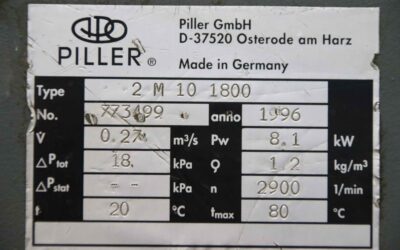 PILLER ®
Piller GmbH
D-37520 Osterode am Harz
Made in Germany
Type 2 M 10 1800
No. 773499 anno 1996
V̇ 0.27 m³/s Pw 8.1 kW
ΔPtot 18 kPa ϱ 1.2 kg/m³
ΔPstat -- kPa n 2900 1/min
t 20 °C tmax 80 °C